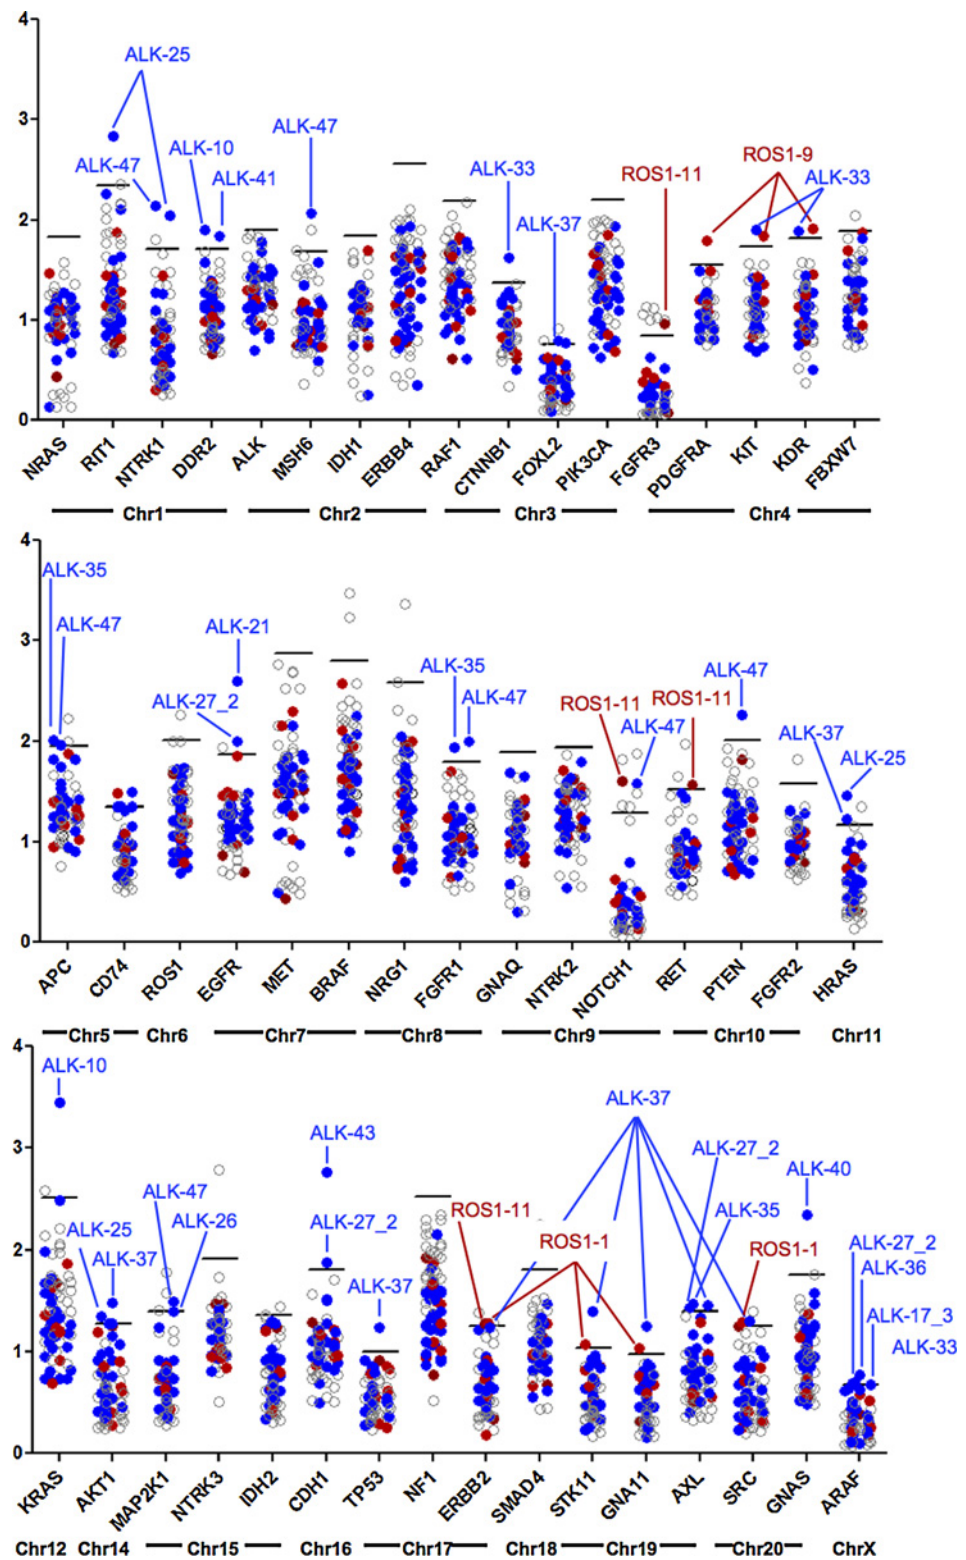 4
ALK-25
3
ALK-47
ALK-10
ALK-47
ALK-41
ALK-33
ROS1-11
ROS1-9
ALK-33
ALK-37
2
1
0
NRAS RIT1 NTRK1 DDR2 ALK MSH6 IDH1 ERBB4 RAF1 CTNNB1 FOXL2 PIK3CA FGFR3 PDGFRA KIT KDR FBXW7
Chr1 Chr2 Chr3 Chr4
4
ALK-35
ALK-47
ALK-21
3
ALK-27_2
ALK-35
ALK-47
ROS1-11
ROS1-11
ALK-47
ALK-47
ALK-37
ALK-25
2
1
0
APC CD74 ROS1 EGFR MET BRAF NRG1 FGFR1 GNAQ NTRK2 NOTCH1 RET PTEN FGFR2 HRAS
Chr5 Chr6 Chr7 Chr8 Chr9 Chr10 Chr11
4
ALK-10
ALK-37
3
ALK-43
ALK-27_2
ALK-47
ALK-40
ALK-25
ALK-26
ALK-27_2
ROS1-11
ALK-35
ALK-37
ROS1-1
ROS1-1
ALK-27_2
ALK-37
ALK-36
ALK-17_3
ALK-33
2
1
0
KRAS AKT1 MAP2K1 NTRK3 IDH2 CDH1 TP53 NF1 ERBB2 SMAD4 STK11 GNA11 AXL SRC GNAS ARAF
Chr12 Chr14 Chr15 Chr16 Chr17 Chr18 Chr19 Chr20 ChrX